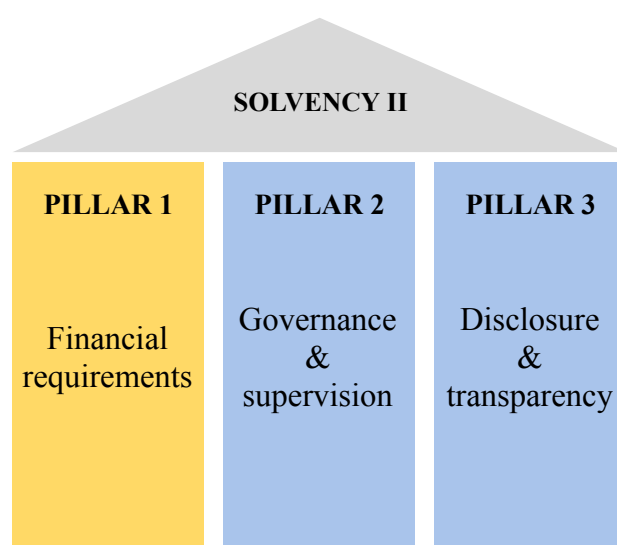 SOLVENCY II
PILLAR 1
Financial
requirements
PILLAR 2
Governance
&
supervision
PILLAR 3
Disclosure
&
transparency